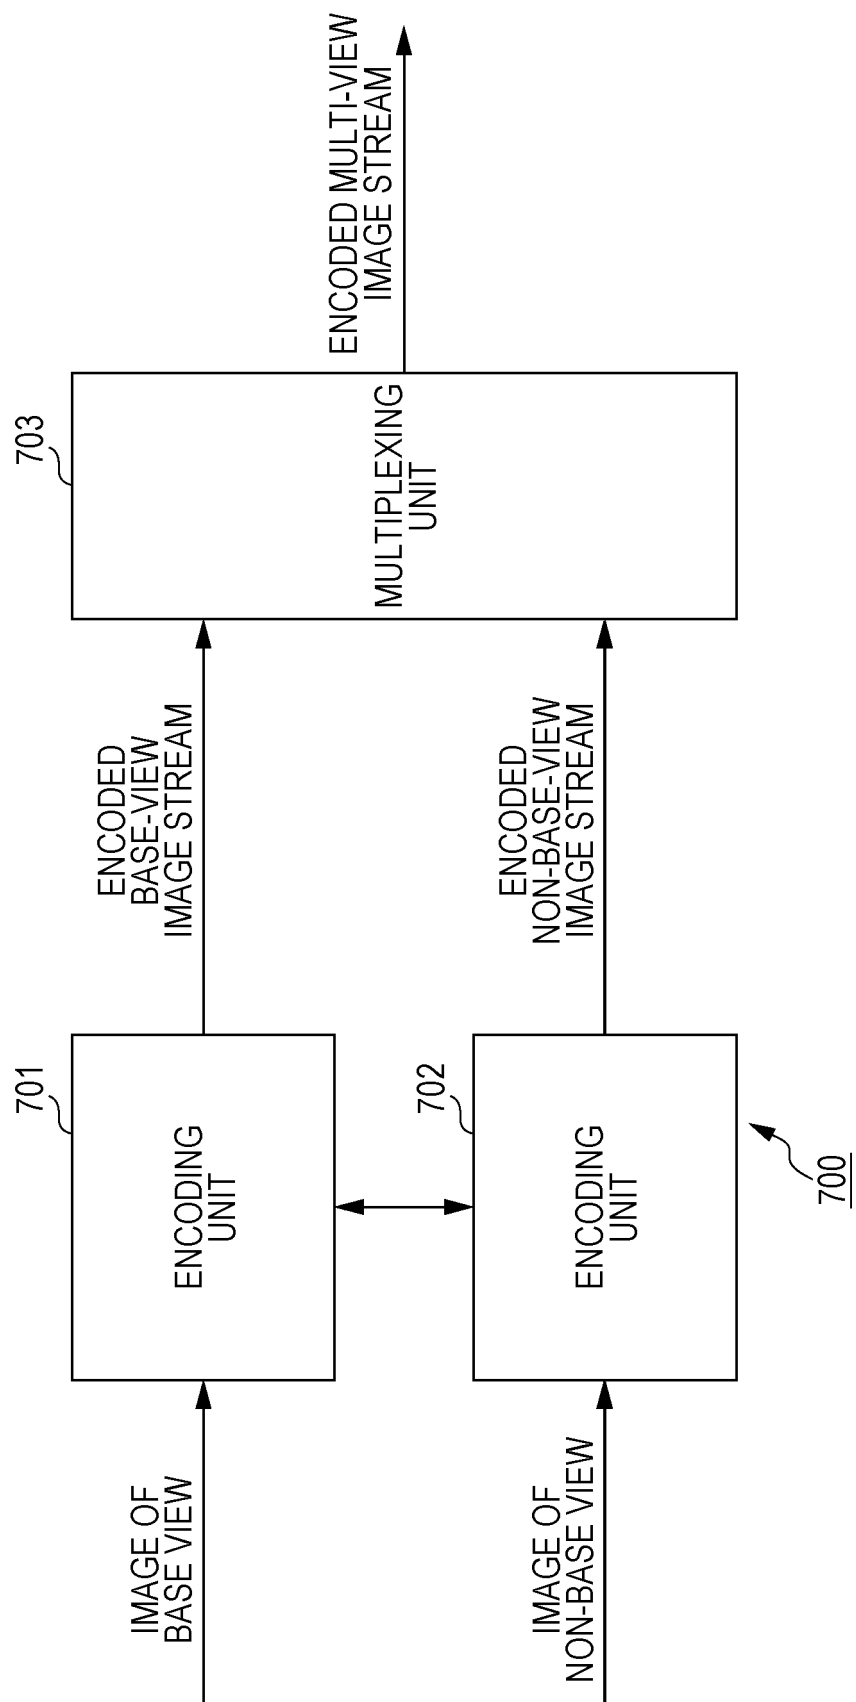 IMAGE OF
BASE VIEW
701
ENCODING
UNIT
ENCODED
BASE-VIEW
IMAGE STREAM
703
MULTIPLEXING
UNIT
ENCODED MULTI-VIEW
IMAGE STREAM
IMAGE OF
NON-BASE VIEW
702
ENCODING
UNIT
ENCODED
NON-BASE-VIEW
IMAGE STREAM
700